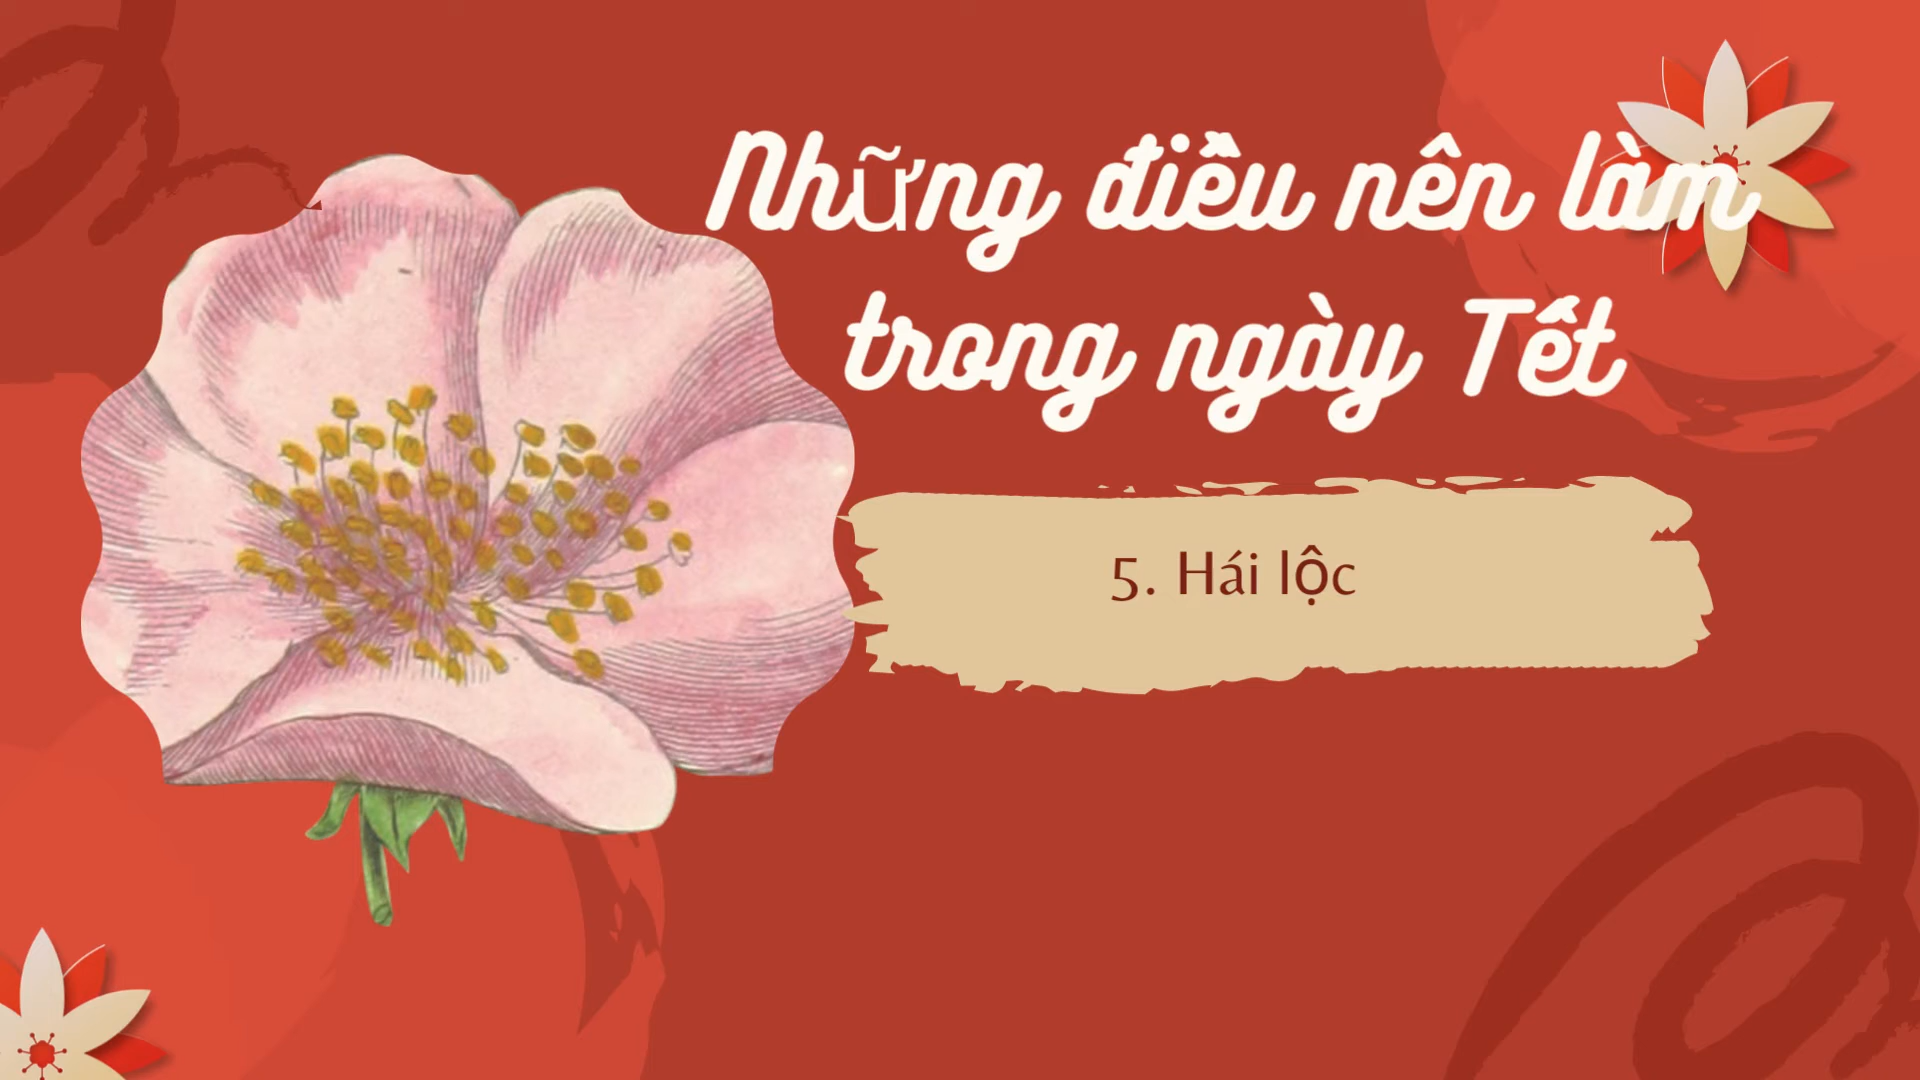 Những điều nên làm
trong ngày Tết
5. Hái lộc